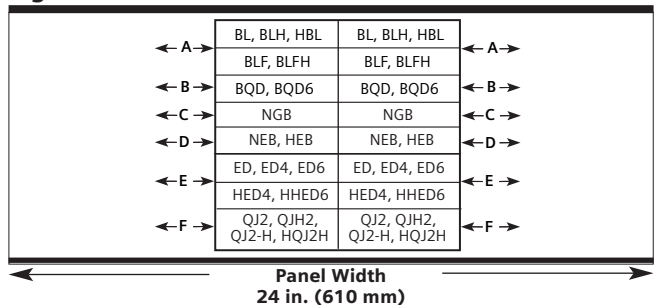 A BL, BLH, HBL BL, BLH, HBL A
BLF, BLFH BLF, BLFH
B BQD, BQD6 BQD, BQD6 B
C NGB NGB C
D NEB, HEB NEB, HEB D
E ED, ED4, ED6 ED, ED4, ED6 E
HED4, HHED6 HED4, HHED6
F QJ2, QJH2, QJ2, QJH2, F
QJ2-H, HQJ2H QJ2-H, HQJ2H
Panel Width
24 in. (610 mm)